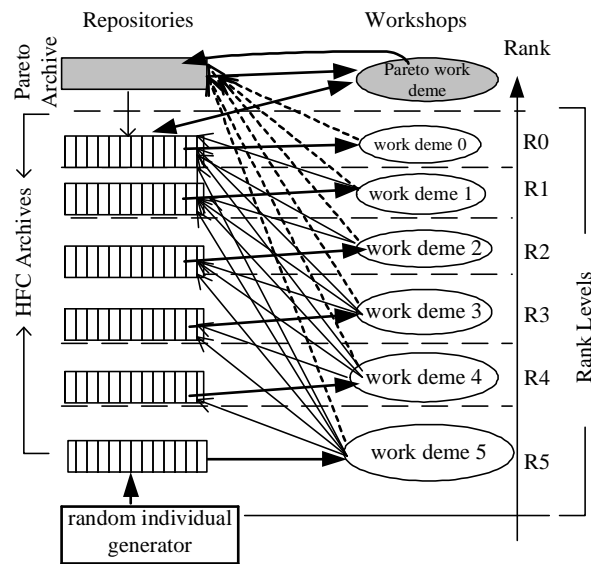 Repositories
Workshops
Rank
Pareto
Archive
Pareto work
deme
work deme 0
R0
work deme 1
R1
work deme 2
R2
HFC Archives
work deme 3
R3
Rank Levels
work deme 4
R4
work deme 5
R5
random individual
generator